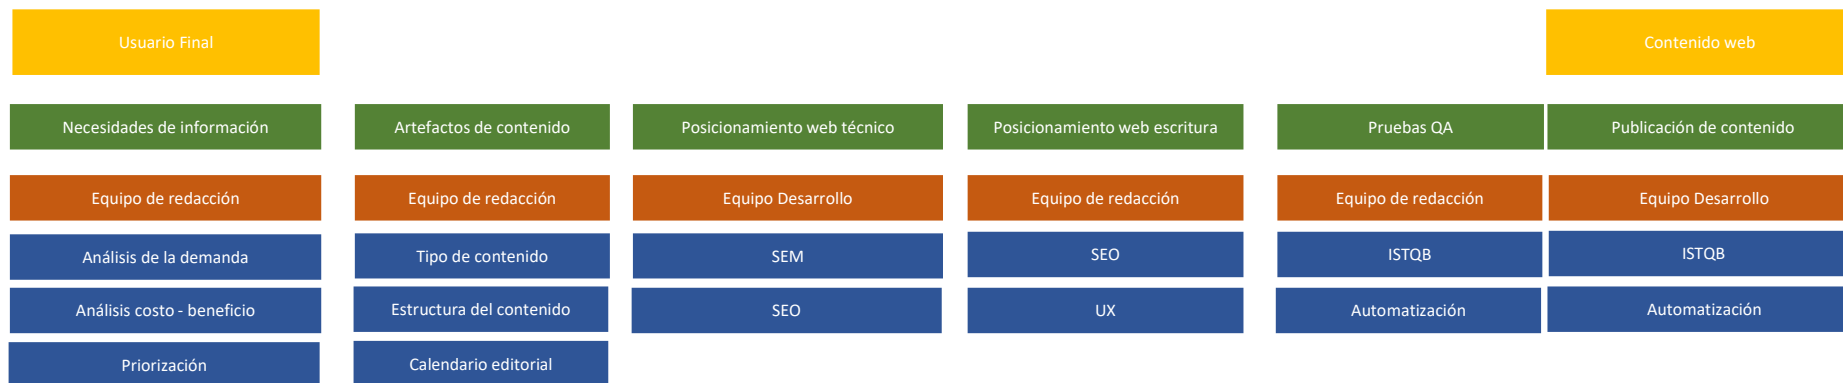 Usuario Final
Contenido web
Necesidades de información
Artefactos de contenido
Posicionamiento web técnico
Posicionamiento web escritura
Pruebas QA
Publicación de contenido
Equipo de redacción
Equipo de redacción
Equipo Desarrollo
Equipo de redacción
Equipo de redacción
Equipo Desarrollo
Análisis de la demanda
Tipo de contenido
SEM
SEO
ISTQB
ISTQB
Análisis costo - beneficio
Estructura del contenido
SEO
UX
Automatización
Automatización
Priorización
Calendario editorial